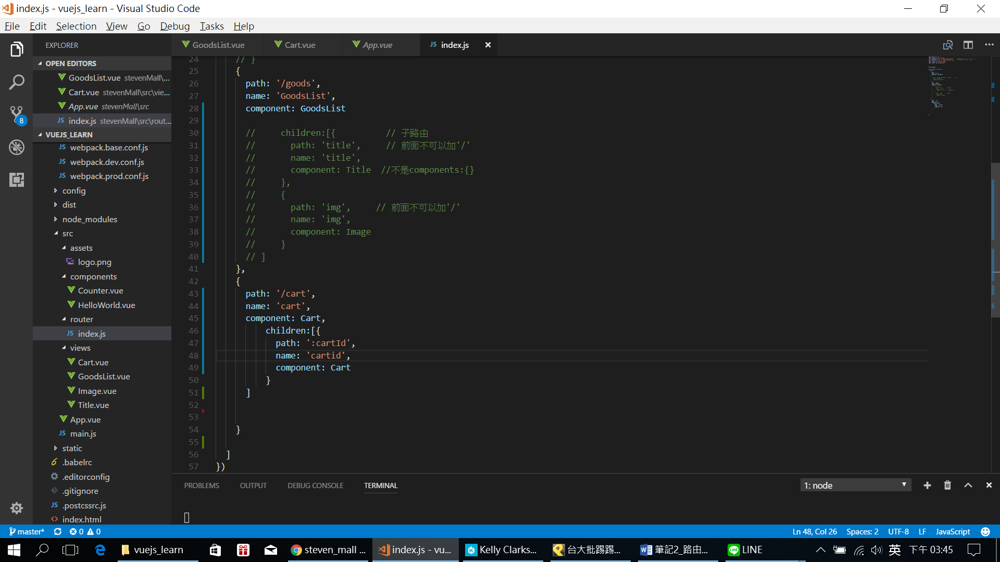 index.js - vuejs_learn - Visual Studio Code
File Edit Selection View Go Debug Tasks Help
EXPLORER
OPEN EDITORS
GoodsList.vue stevenMall\...
Cart.vue stevenMall\src\vie...
App.vue stevenMall\src
JS index.js stevenMall\src\rout...
8
VUEJS_LEARN
JS webpack.base.conf.js
JS webpack.dev.conf.js
JS webpack.prod.conf.js
config
dist
node_modules
src
assets
logo.png
components
Counter.vue
HelloWorld.vue
router
JS index.js
views
Cart.vue
GoodsList.vue
Image.vue
Title.vue
App.vue
JS main.js
static
.babelrc
.editorconfig
.gitignore
JS .postcssrc.js
index.html
GoodsList.vue Cart.vue App.vue JS index.js
24 // }
25 {
26 path: '/goods',
27 name: 'GoodsList',
28 component: GoodsList
29
30 // children:[{ // 子路由
31 // path: 'title', // 前面不可以加'/'
32 // name: 'title',
33 // component: Title //不是components:{}
34 // },
35 // {
36 // path: 'img', // 前面不可以加'/'
37 // name: 'img',
38 // component: Image
39 // }
40 // ]
41 },
42 {
43 path: '/cart',
44 name: 'cart',
45 component: Cart,
46 children:[{
47 path: ':cartId',
48 name: 'cartid',
49 component: Cart
50 }
51 ]
52
53
54 }
55
56 ]
57 })
PROBLEMS OUTPUT DEBUG CONSOLE TERMINAL 1: node
master* 0 0 Ln 48, Col 26 Spaces: 2 UTF-8 LF JavaScript
vuejs_learn steven_mall ... index.js - vu... Kelly Clarks... 台大批踢踢... 筆記2_路由... LINE 英 下午 03:45